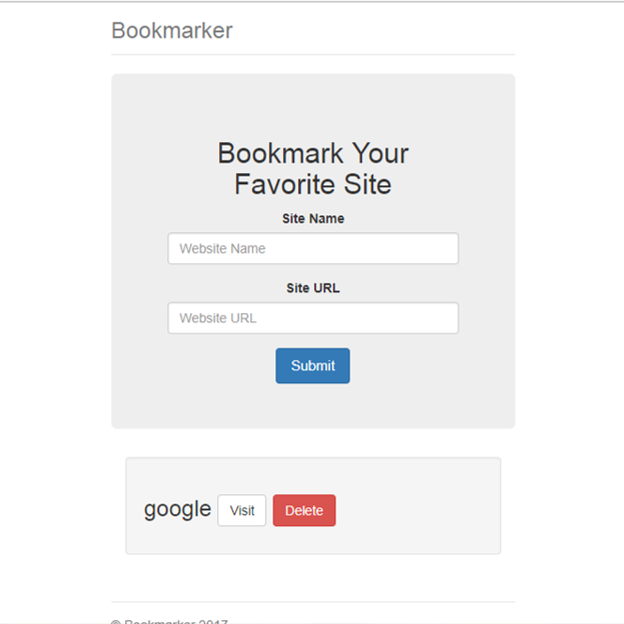 Bookmarker
Bookmark Your
Favorite Site
Site Name
Website Name
Site URL
Website URL
Submit
google Visit Delete
© Bookmarker 2017